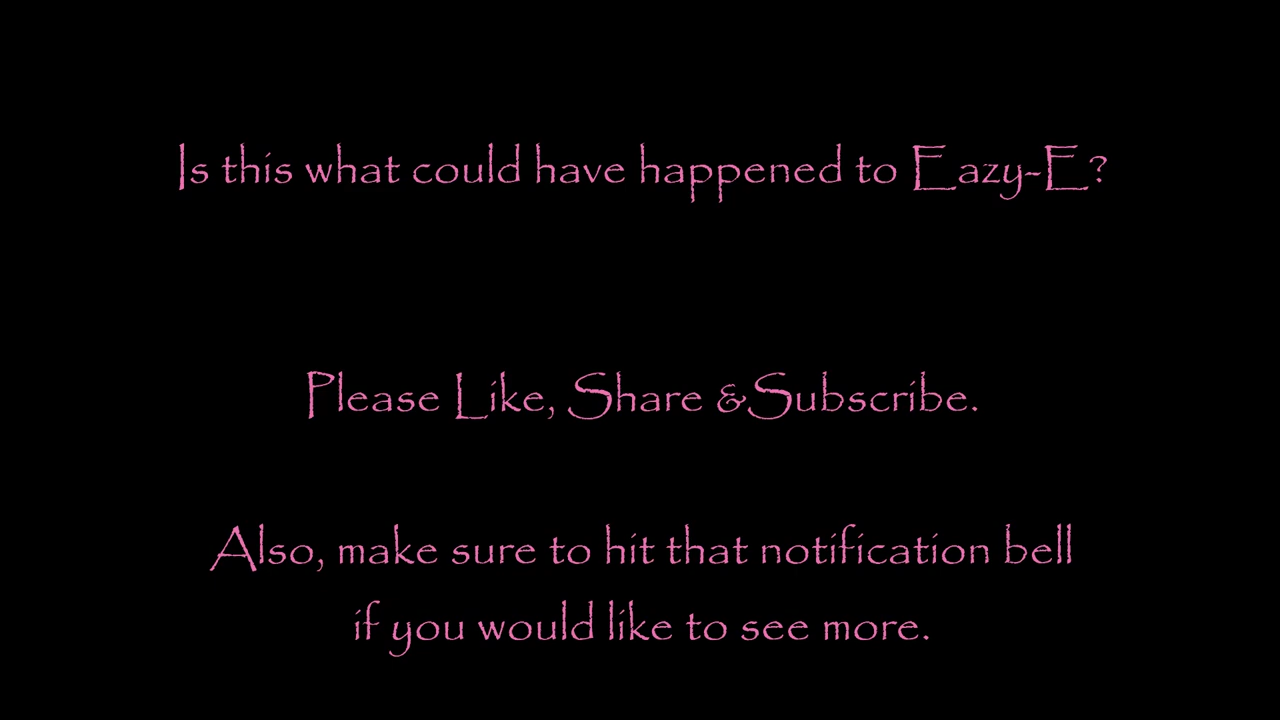 Is this what could have happened to Eazy-E?
Please Like, Share &Subscribe.
Also, make sure to hit that notification bell
if you would like to see more.